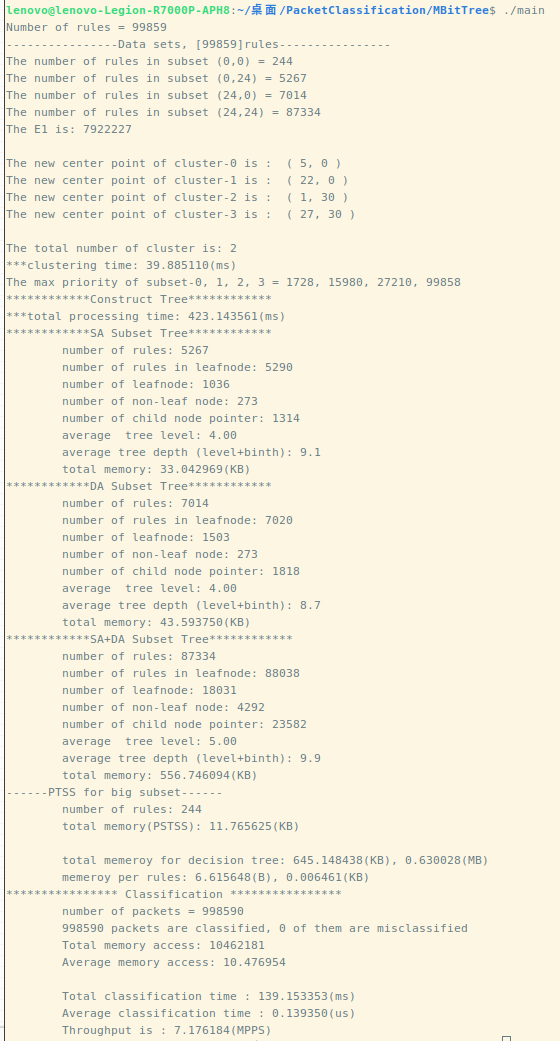 lenovo@lenovo-Legion-R7000P-APH8:~/桌面/PacketClassification/MBitTree$ ./main
Number of rules = 99859
----------------Data sets, [99859]rules----------------
The number of rules in subset (0,0) = 244
The number of rules in subset (0,24) = 5267
The number of rules in subset (24,0) = 7014
The number of rules in subset (24,24) = 87334
The E1 is: 7922227

The new center point of cluster-0 is :  ( 5, 0 )
The new center point of cluster-1 is :  ( 22, 0 )
The new center point of cluster-2 is :  ( 1, 30 )
The new center point of cluster-3 is :  ( 27, 30 )

The total number of cluster is: 2
***clustering time: 39.885110(ms)
The max priority of subset-0, 1, 2, 3 = 1728, 15980, 27210, 99858
************Construct Tree************
***total processing time: 423.143561(ms)
************SA Subset Tree************
        number of rules: 5267
        number of rules in leafnode: 5290
        number of leafnode: 1036
        number of non-leaf node: 273
        number of child node pointer: 1314
        average  tree level: 4.00
        average tree depth (level+binth): 9.1
        total memory: 33.042969(KB)
************DA Subset Tree************
        number of rules: 7014
        number of rules in leafnode: 7020
        number of leafnode: 1503
        number of non-leaf node: 273
        number of child node pointer: 1818
        average  tree level: 4.00
        average tree depth (level+binth): 8.7
        total memory: 43.593750(KB)
************SA+DA Subset Tree************
        number of rules: 87334
        number of rules in leafnode: 88038
        number of leafnode: 18031
        number of non-leaf node: 4292
        number of child node pointer: 23582
        average  tree level: 5.00
        average tree depth (level+binth): 9.9
        total memory: 556.746094(KB)
------PTSS for big subset------
        number of rules: 244
        total memory(PSTSS): 11.765625(KB)

        total memeroy for decision tree: 645.148438(KB), 0.630028(MB)
        memeroy per rules: 6.615648(B), 0.006461(KB)
**************** Classification ****************
        number of packets = 998590
        998590 packets are classified, 0 of them are misclassified
        Total memory access: 10462181
        Average memory access: 10.476954

        Total classification time : 139.153353(ms)
        Average classification time : 0.139350(us)
        Throughput is : 7.176184(MPPS)